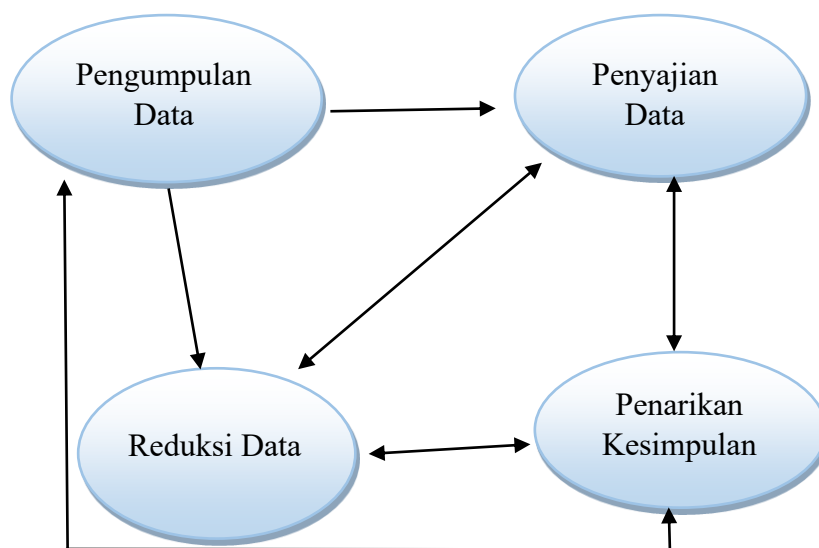 Pengumpulan
Data
Penyajian
Data
Reduksi Data
Penarikan
Kesimpulan